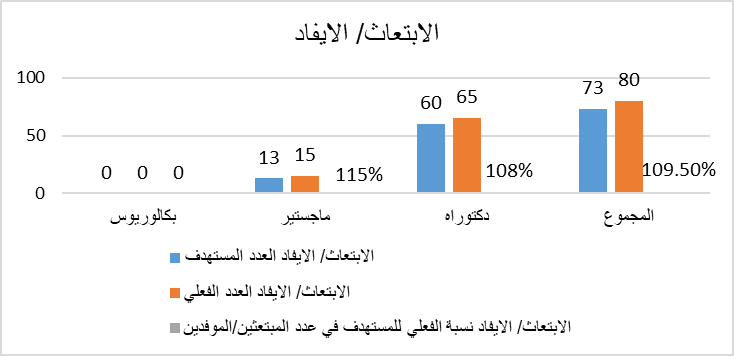 الابتعاث/ الايفاد
100
50
0
0 0 0
13 15 115%
60 65 108%
73 80 109.50%
بكالوريوس ماجستير دكتوراه المجموع
الابتعاث/ الايفاد العدد المستهدف
الابتعاث/ الايفاد العدد الفعلي
الابتعاث/ الايفاد نسبة الفعلي للمستهدف في عدد المبتعثين/الموفدين